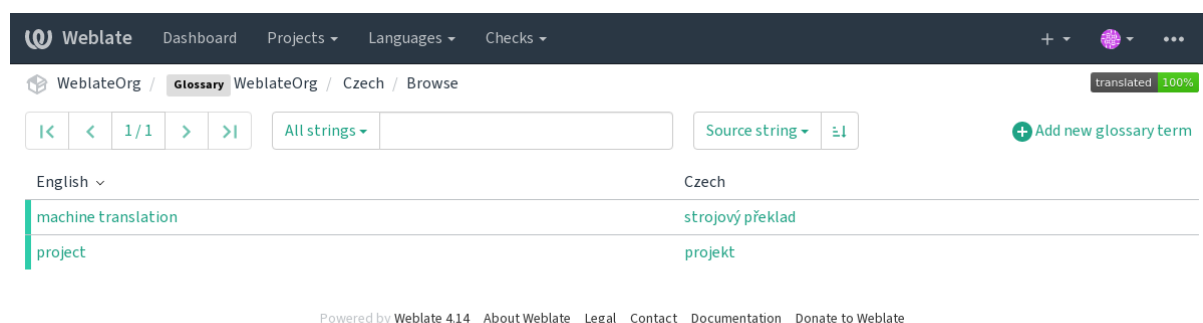 Weblate Dashboard Projects Languages Checks
WeblateOrg / Glossary WeblateOrg / Czech / Browse translated 100%
1 / 1 All strings Source string Add new glossary term
English Czech
machine translation strojový překlad
project projekt
Powered by Weblate 4.14 About Weblate Legal Contact Documentation Donate to Weblate